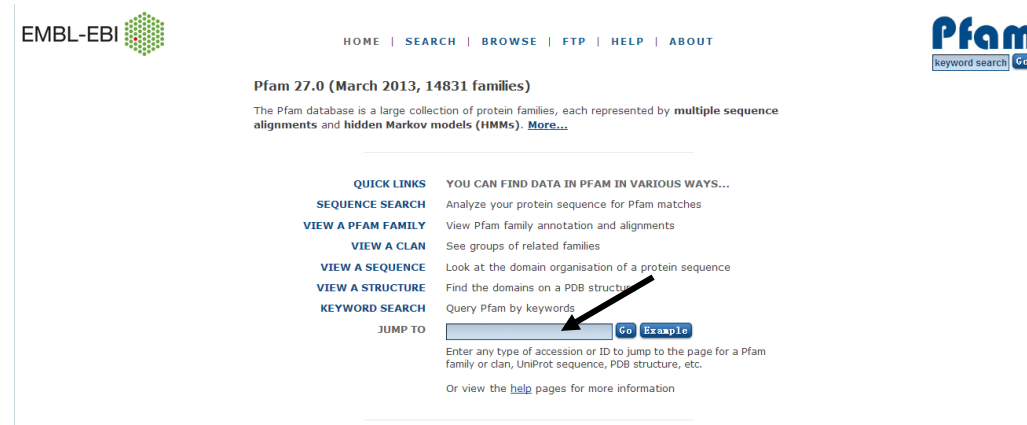 EMBL-EBI
HOME | SEARCH | BROWSE | FTP | HELP | ABOUT
Pfam
keyword search Go
Pfam 27.0 (March 2013, 14831 families)
The Pfam database is a large collection of protein families, each represented by multiple sequence
alignments and hidden Markov models (HMMs). More...
QUICK LINKS YOU CAN FIND DATA IN PFAM IN VARIOUS WAYS...
SEQUENCE SEARCH Analyze your protein sequence for Pfam matches
VIEW A PFAM FAMILY View Pfam family annotation and alignments
VIEW A CLAN See groups of related families
VIEW A SEQUENCE Look at the domain organisation of a protein sequence
VIEW A STRUCTURE Find the domains on a PDB structure
KEYWORD SEARCH Query Pfam by keywords
JUMP TO Go Example
Enter any type of accession or ID to jump to the page for a Pfam
family or clan, UniProt sequence, PDB structure, etc.
Or view the help pages for more information